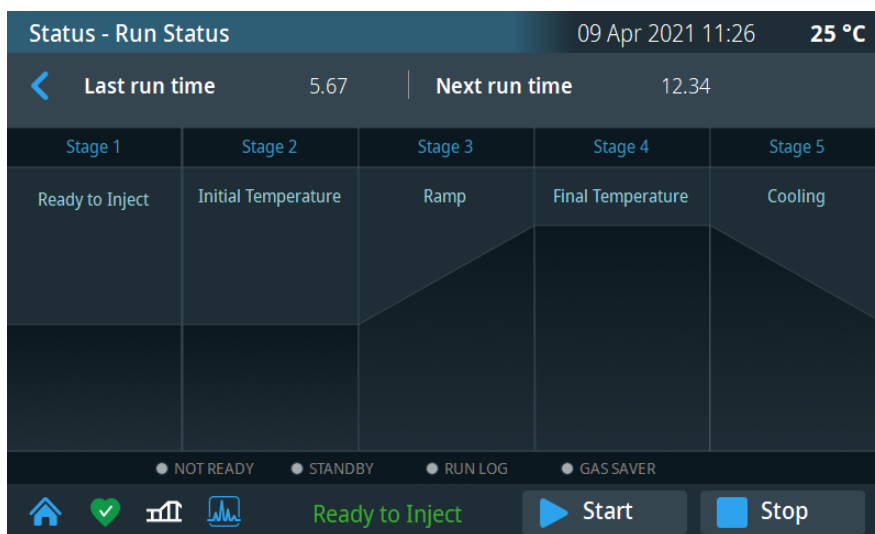 Status - Run Status 09 Apr 2021 11:26 25 °C
Last run time 5.67 Next run time 12.34
Stage 1 Stage 2 Stage 3 Stage 4 Stage 5
Ready to Inject Initial Temperature Ramp Final Temperature Cooling
NOT READY STANDBY RUN LOG GAS SAVER
Ready to Inject Start Stop